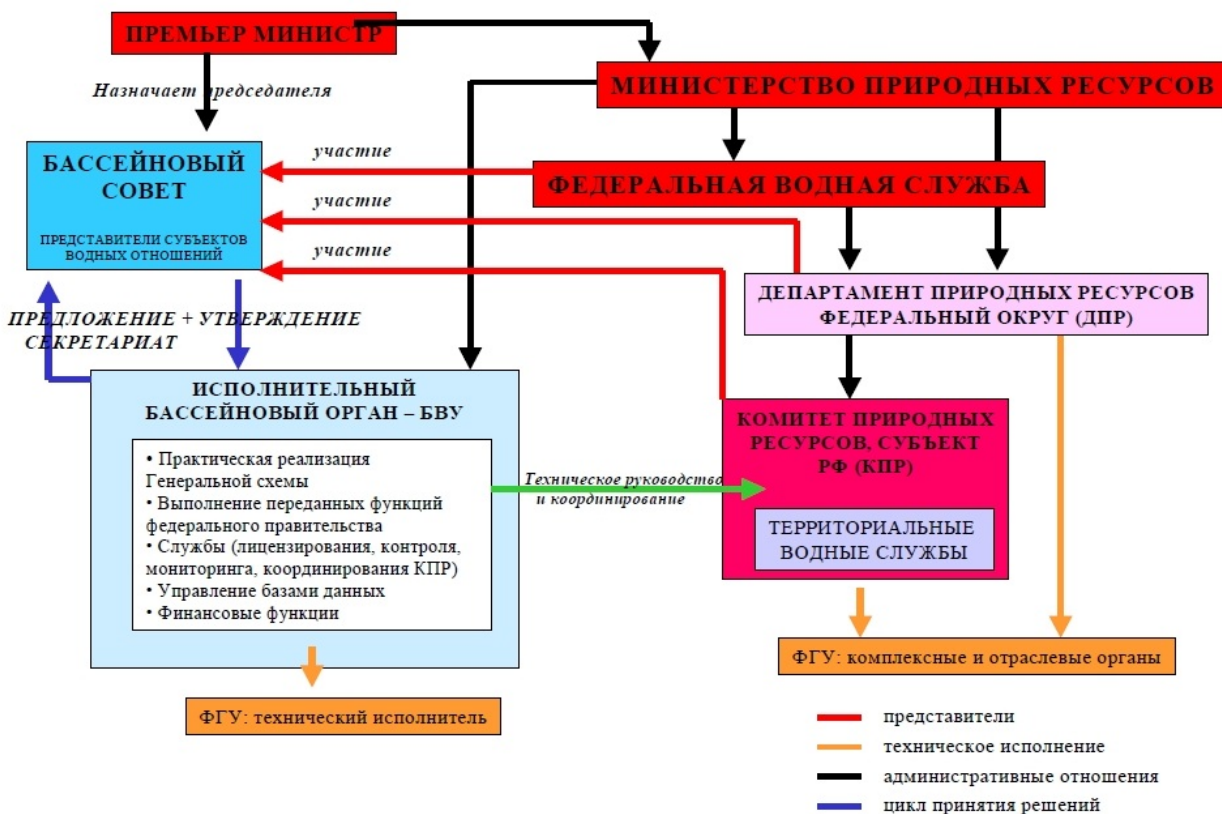 ПРЕМЬЕР МИНИСТР
Назначает председателя
МИНИСТЕРСТВО ПРИРОДНЫХ РЕСУРСОВ
БАССЕЙНОВЫЙ
СОВЕТ
ПРЕДСТАВИТЕЛИ СУБЪЕКТОВ
ВОДНЫХ ОТНОШЕНИЙ
участие
участие
участие
ФЕДЕРАЛЬНАЯ ВОДНАЯ СЛУЖБА
ДЕПАРТАМЕНТ ПРИРОДНЫХ РЕСУРСОВ
ФЕДЕРАЛЬНЫЙ ОКРУГ (ДПР)
ПРЕДЛОЖЕНИЕ + УТВЕРЖДЕНИЕ
СЕКРЕТАРИАТ
ИСПОЛНИТЕЛЬНЫЙ
БАССЕЙНОВЫЙ ОРГАН – БВУ
• Практическая реализация
Генеральной схемы
• Выполнение переданных функций
федерального правительства
• Службы (лицензирования, контроля,
мониторинга, координирования КПР)
• Управление базами данных
• Финансовые функции
Техническое руководство
и координирование
КОМИТЕТ ПРИРОДНЫХ
РЕСУРСОВ, СУБЪЕКТ
РФ (КПР)
ТЕРРИТОРИАЛЬНЫЕ
ВОДНЫЕ СЛУЖБЫ
ФГУ: комплексные и отраслевые органы
ФГУ: технический исполнитель
представители
техническое исполнение
административные отношения
цикл принятия решений